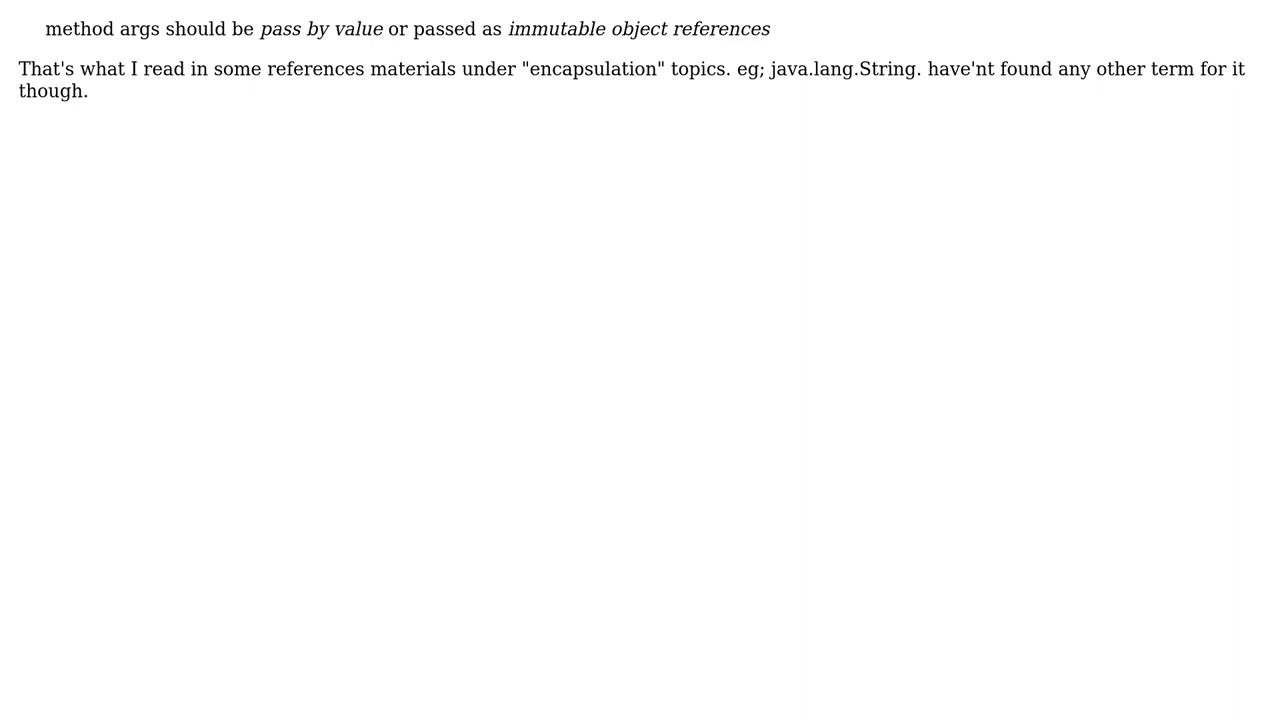 method args should be pass by value or passed as immutable object references
That's what I read in some references materials under "encapsulation" topics. eg; java.lang.String. have'nt found any other term for it
though.